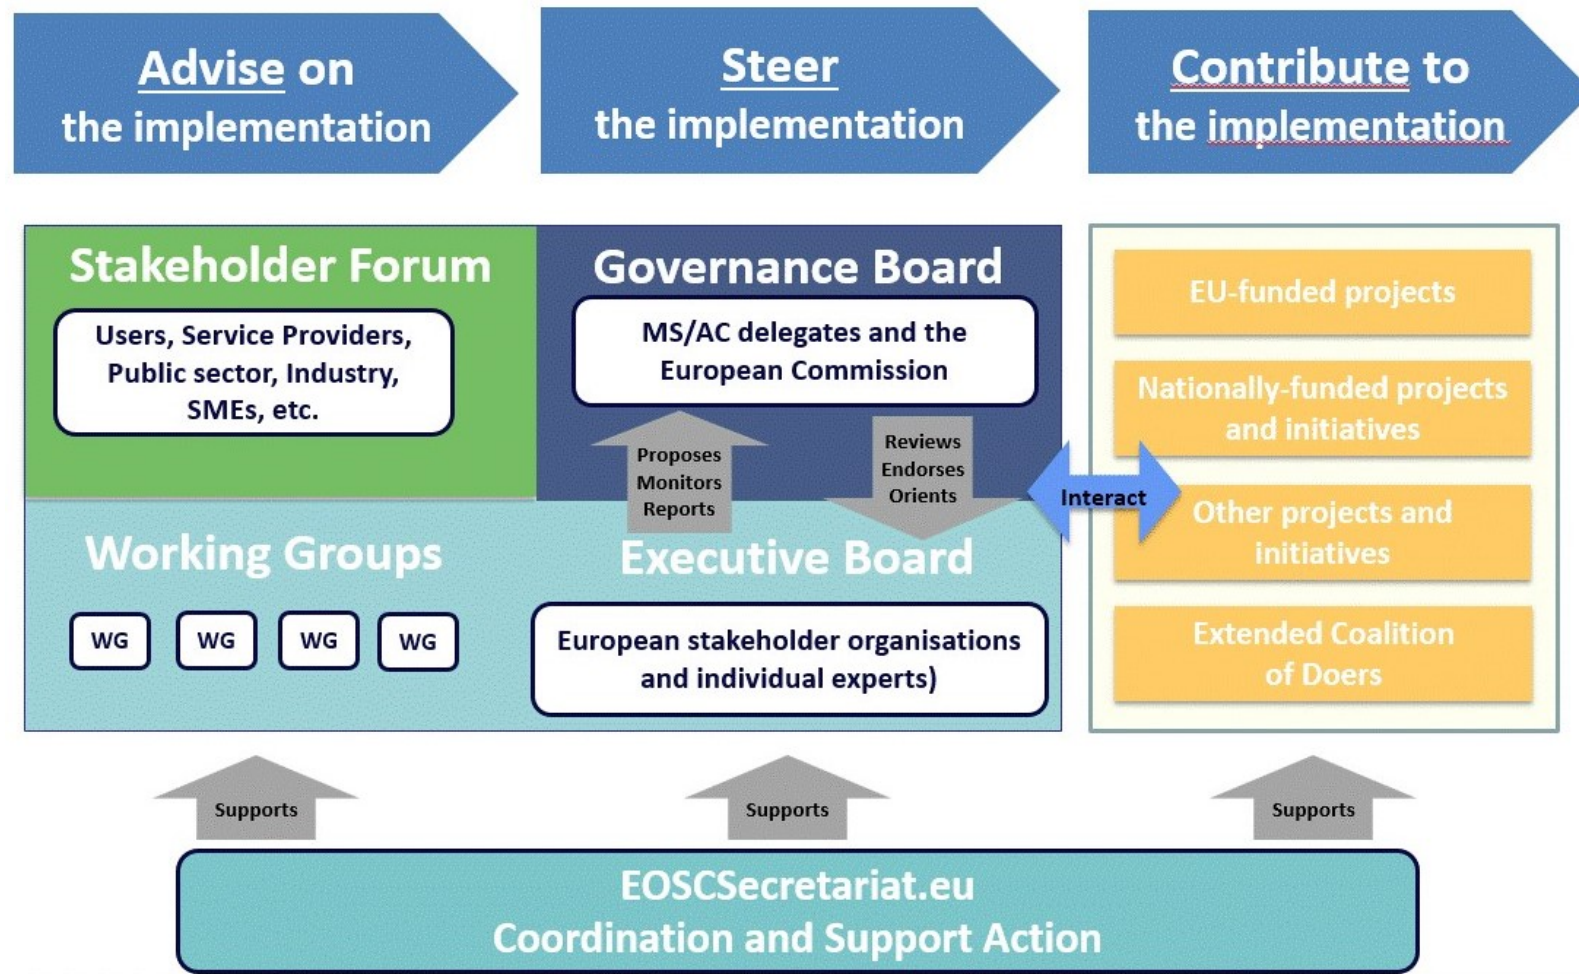 Advise on
the implementation
Steer
the implementation
Contribute to
the implementation
Stakeholder Forum
Users, Service Providers,
Public sector, Industry,
SMEs, etc.
Governance Board
MS/AC delegates and the
European Commission
Proposes
Monitors
Reports
Reviews
Endorses
Orients
Working Groups
WG
WG
WG
WG
Executive Board
European stakeholder organisations
and individual experts)
Interact
EU-funded projects
Nationally-funded projects
and initiatives
Other projects and
initiatives
Extended Coalition
of Doers
Supports
Supports
Supports
EOSCSecretariat.eu
Coordination and Support Action